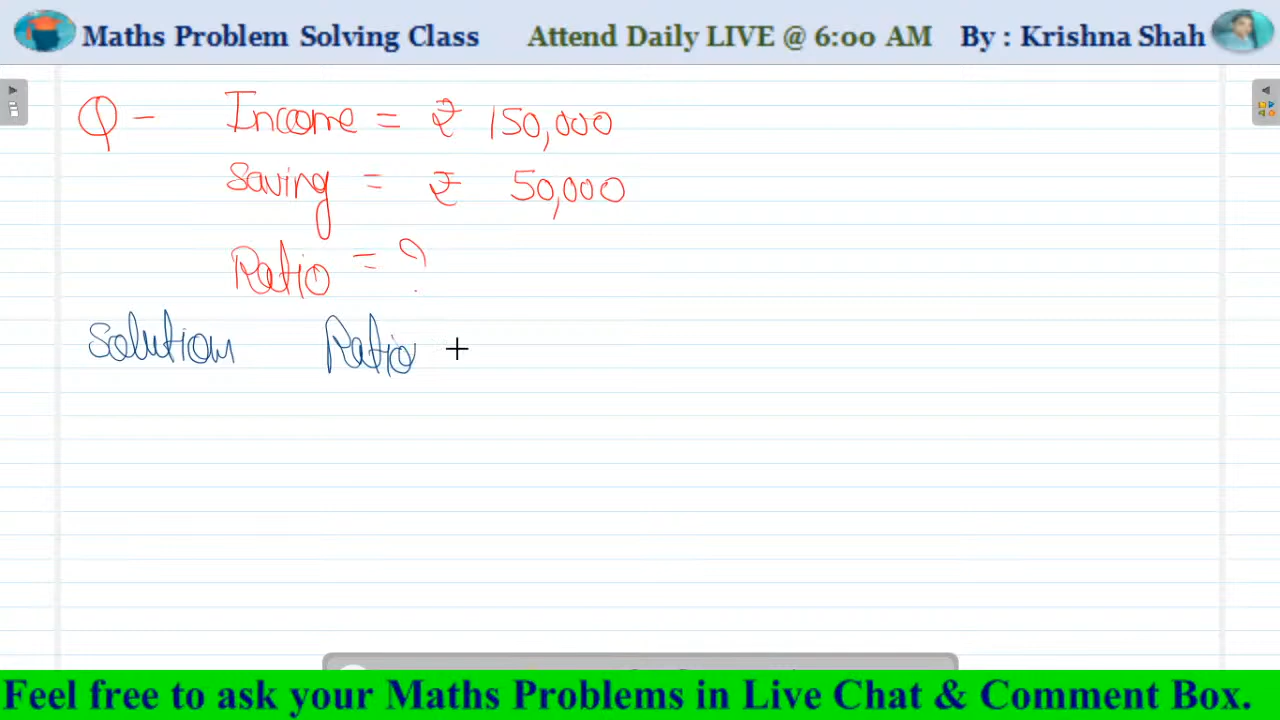 Maths Problem Solving Class Attend Daily LIVE @ 6:00 AM By : Krishna Shah
Q- Income = ₹ 150,000
Saving = ₹ 50,000
Ratio = ?
Solution Ratio
Feel free to ask your Maths Problems in Live Chat & Comment Box.